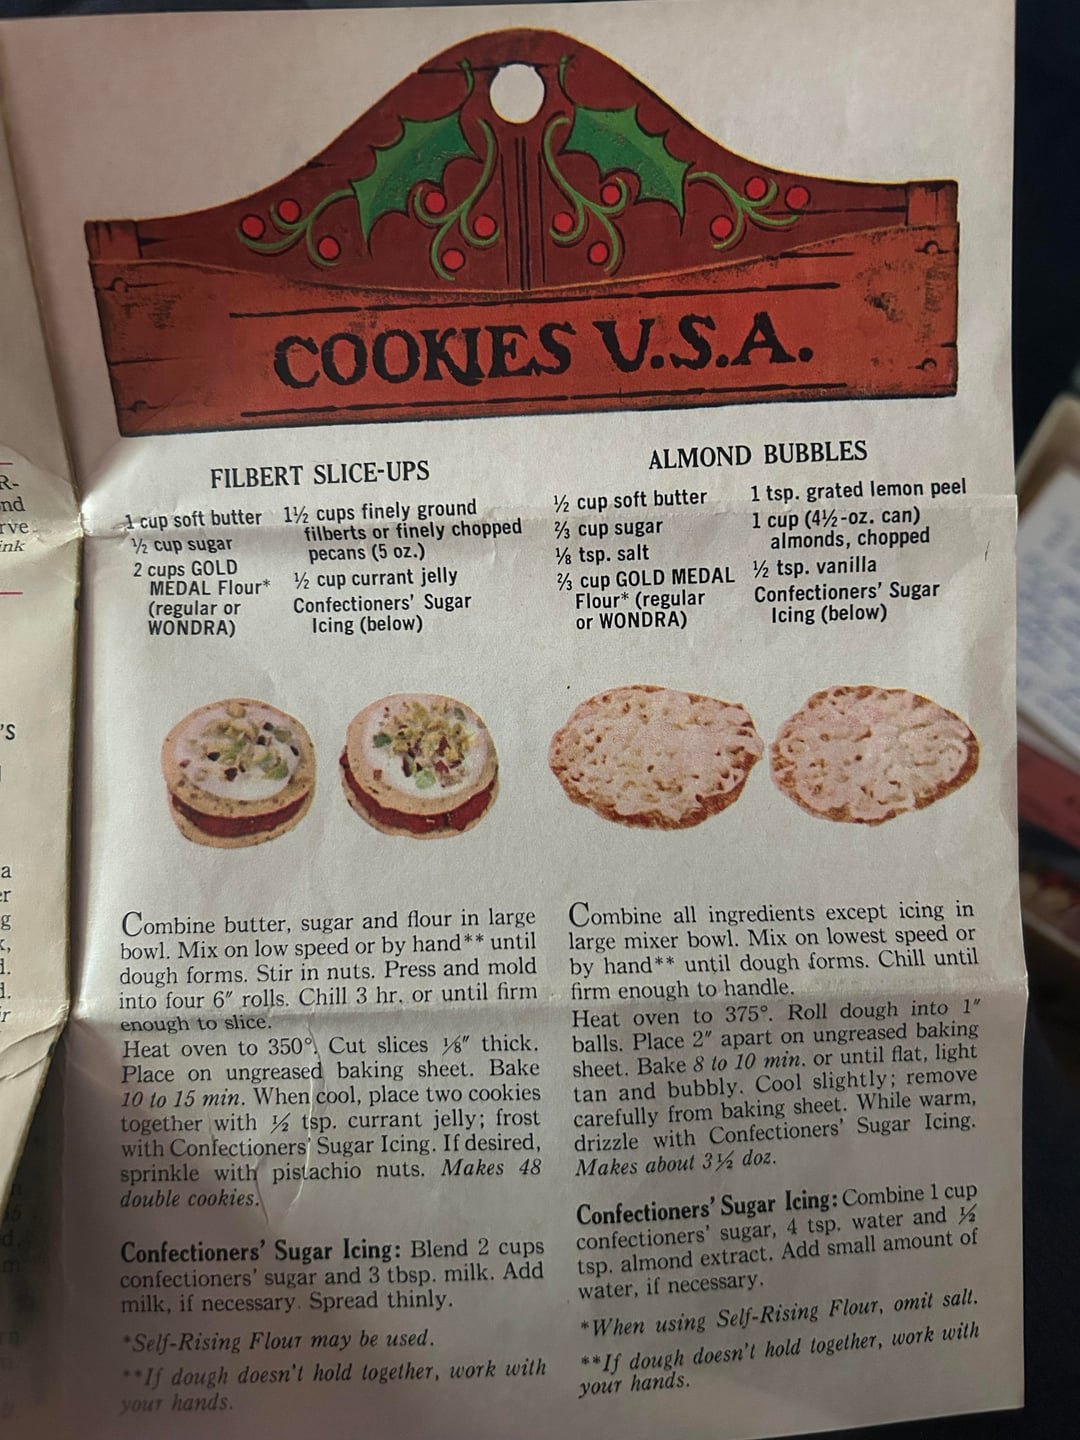 COOKIES U.S.A.
FILBERT SLICE-UPS
1 cup soft butter
½ cup sugar
2 cups GOLD
MEDAL Flour*
(regular or
WONDRA)
1½ cups finely ground
filberts or finely chopped
pecans (5 oz.)
½ cup currant jelly
Confectioners' Sugar
Icing (below)
Combine butter, sugar and flour in large
bowl. Mix on low speed or by hand** until
dough forms. Stir in nuts. Press and mold
into four 6″ rolls. Chill 3 hr. or until firm
enough to slice.
Heat oven to 350°. Cut slices ⅛″ thick.
Place on ungreased baking sheet. Bake
10 to 15 min. When cool, place two cookies
together with ½ tsp. currant jelly; frost
with Confectioners' Sugar Icing. If desired,
sprinkle with pistachio nuts. Makes 48
double cookies.
Confectioners' Sugar Icing: Blend 2 cups
confectioners' sugar and 3 tbsp. milk. Add
milk, if necessary. Spread thinly.
*Self-Rising Flour may be used.
**If dough doesn't hold together, work with
your hands.
ALMOND BUBBLES
½ cup soft butter
⅔ cup sugar
⅛ tsp. salt
⅔ cup GOLD MEDAL
Flour* (regular
or WONDRA)
1 tsp. grated lemon peel
1 cup (4½-oz. can)
almonds, chopped
½ tsp. vanilla
Confectioners' Sugar
Icing (below)
Combine all ingredients except icing in
large mixer bowl. Mix on lowest speed or
by hand** until dough forms. Chill until
firm enough to handle.
Heat oven to 375°. Roll dough into 1″
balls. Place 2″ apart on ungreased baking
sheet. Bake 8 to 10 min. or until flat, light
tan and bubbly. Cool slightly; remove
carefully from baking sheet. While warm,
drizzle with Confectioners' Sugar Icing.
Makes about 3½ doz.
Confectioners' Sugar Icing: Combine 1 cup
confectioners' sugar, 4 tsp. water and ½
tsp. almond extract. Add small amount of
water, if necessary.
*When using Self-Rising Flour, omit salt.
**If dough doesn't hold together, work with
your hands.